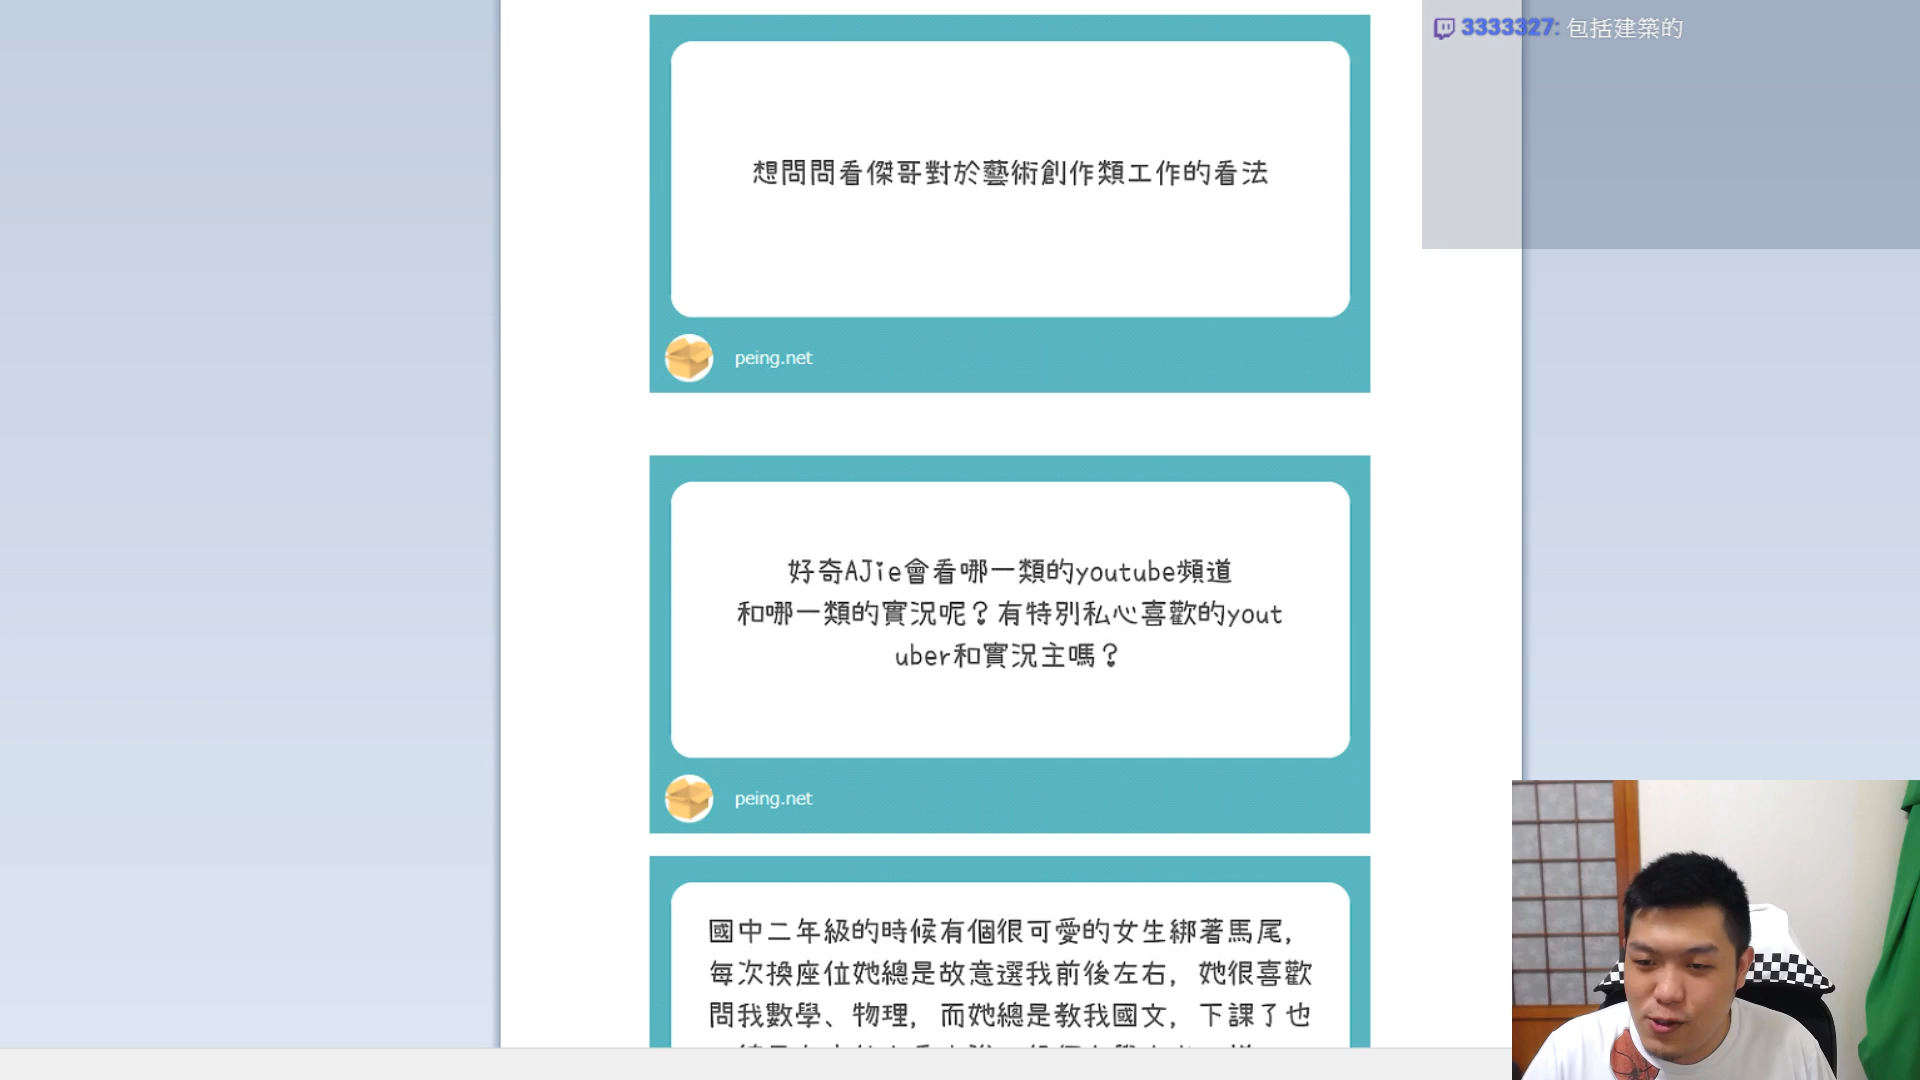 3333327: 包括建築的
想問問看傑哥對於藝術創作類工作的看法
peing.net
好奇AJie會看哪一類的youtube頻道
和哪一類的實況呢？有特別私心喜歡的yout
uber和實況主嗎？
peing.net
國中二年級的時候有個很可愛的女生綁著馬尾,
每次換座位她總是故意選我前後左右, 她很喜歡
問我數學、物理, 而她總是教我國文, 下課了也